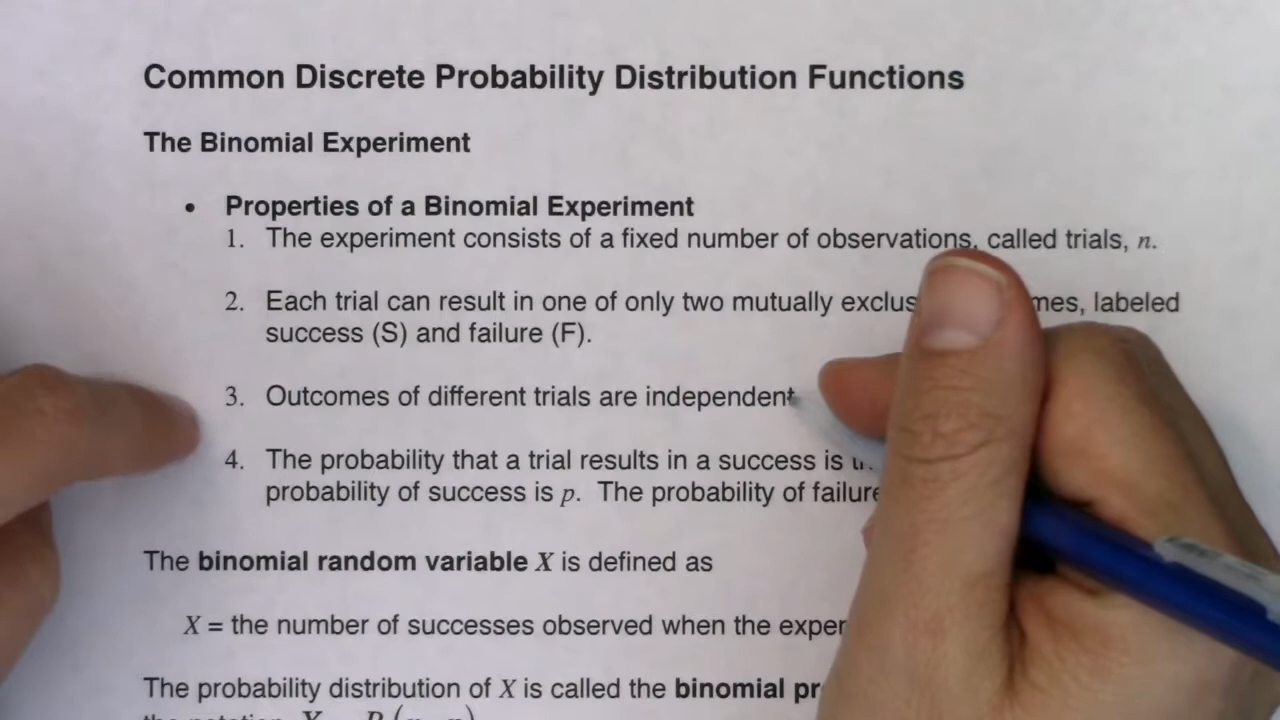 Common Discrete Probability Distribution Functions
The Binomial Experiment
• Properties of a Binomial Experiment
1. The experiment consists of a fixed number of observations, called trials, n.
2. Each trial can result in one of only two mutually labeled
success (S) and failure (F).
3. Outcomes of different trials are independent
4. The probability that a trial results in a success is
probability of success is p. The probability of failure
The binomial random variable X is defined as
X = the number of successes observed when the
The probability distribution of X is called the binomial